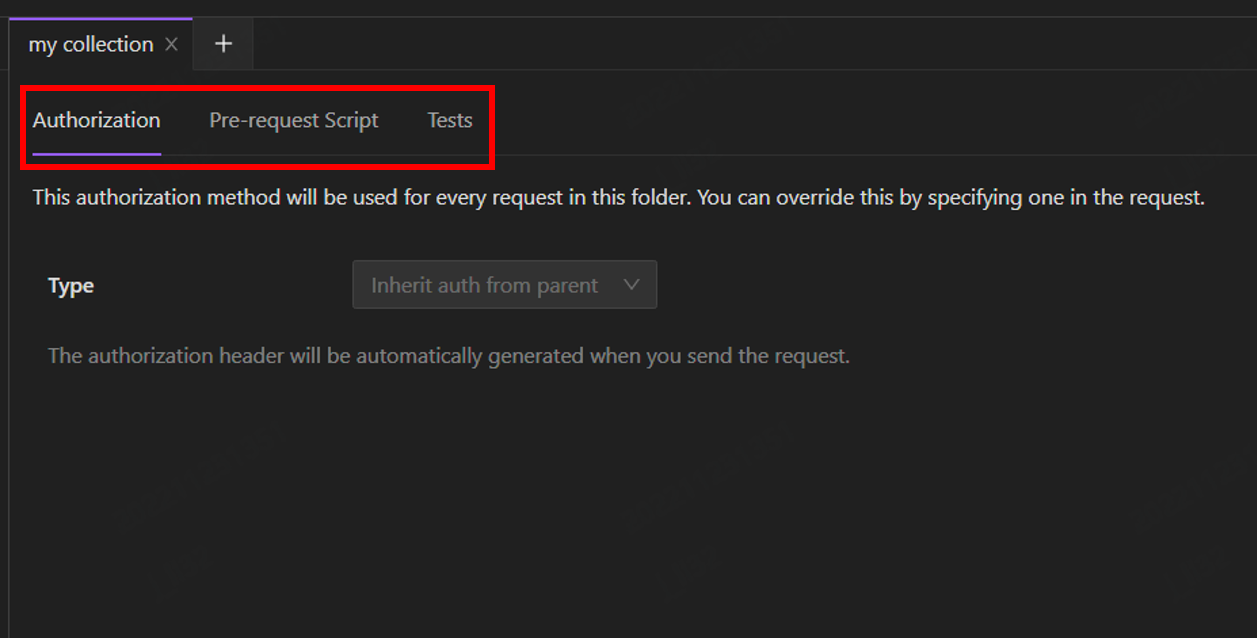 my collection
Authorization Pre-request Script Tests
This authorization method will be used for every request in this folder. You can override this by specifying one in the request.
Type Inherit auth from parent
The authorization header will be automatically generated when you send the request.